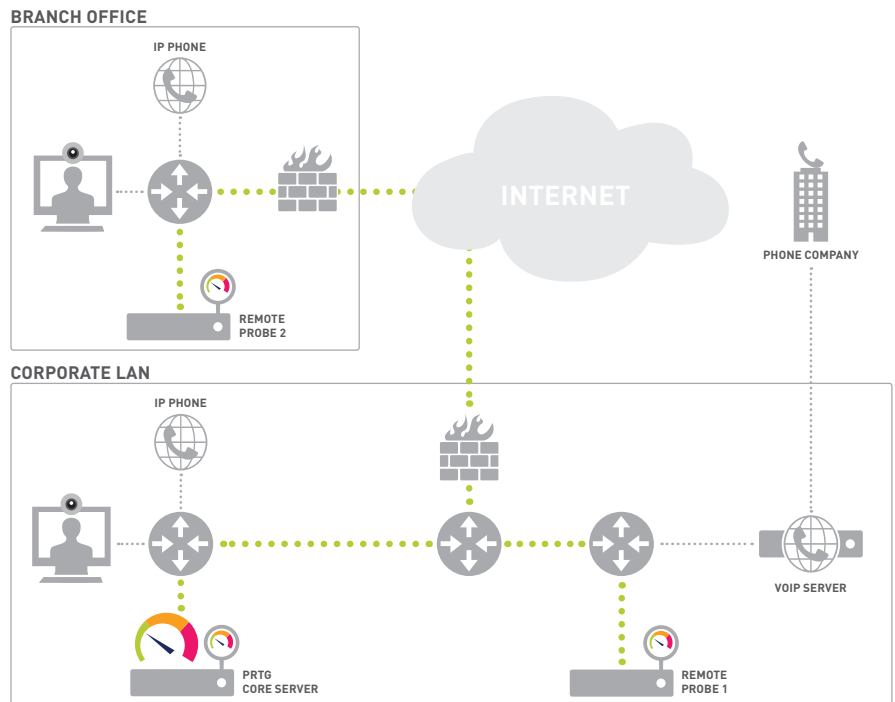 BRANCH OFFICE
IP PHONE
INTERNET
PHONE COMPANY
REMOTE
PROBE 2
CORPORATE LAN
IP PHONE
VOIP SERVER
PRTG
CORE SERVER
REMOTE
PROBE 1